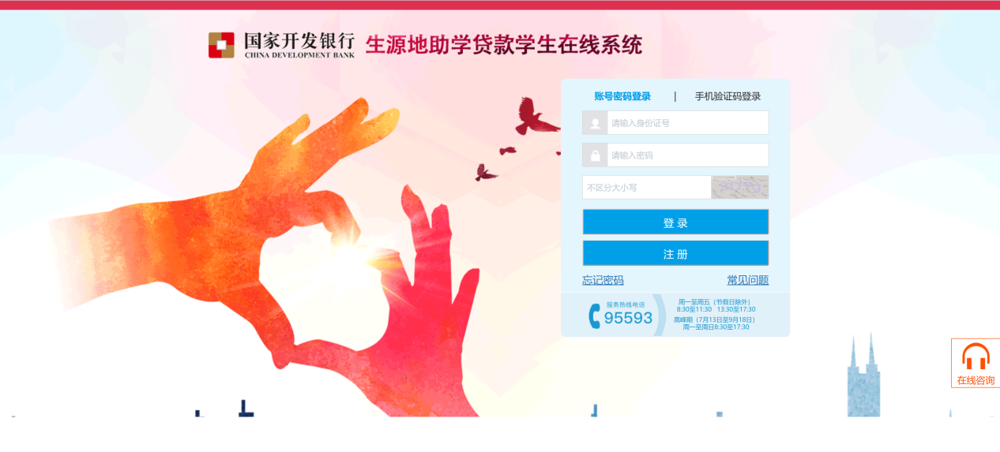 国家开发银行 生源地助学贷款学生在线系统
CHINA DEVELOPMENT BANK
账号密码登录 | 手机验证码登录
请输入身份证号
请输入密码
不区分大小写
登 录
注 册
忘记密码 常见问题
服务热线电话
95593
周一至周五（节假日除外）
8:30至11:30 13:30至17:30
高峰期（7月13日至9月18日）
周一至周日8:30至17:30
在线咨询